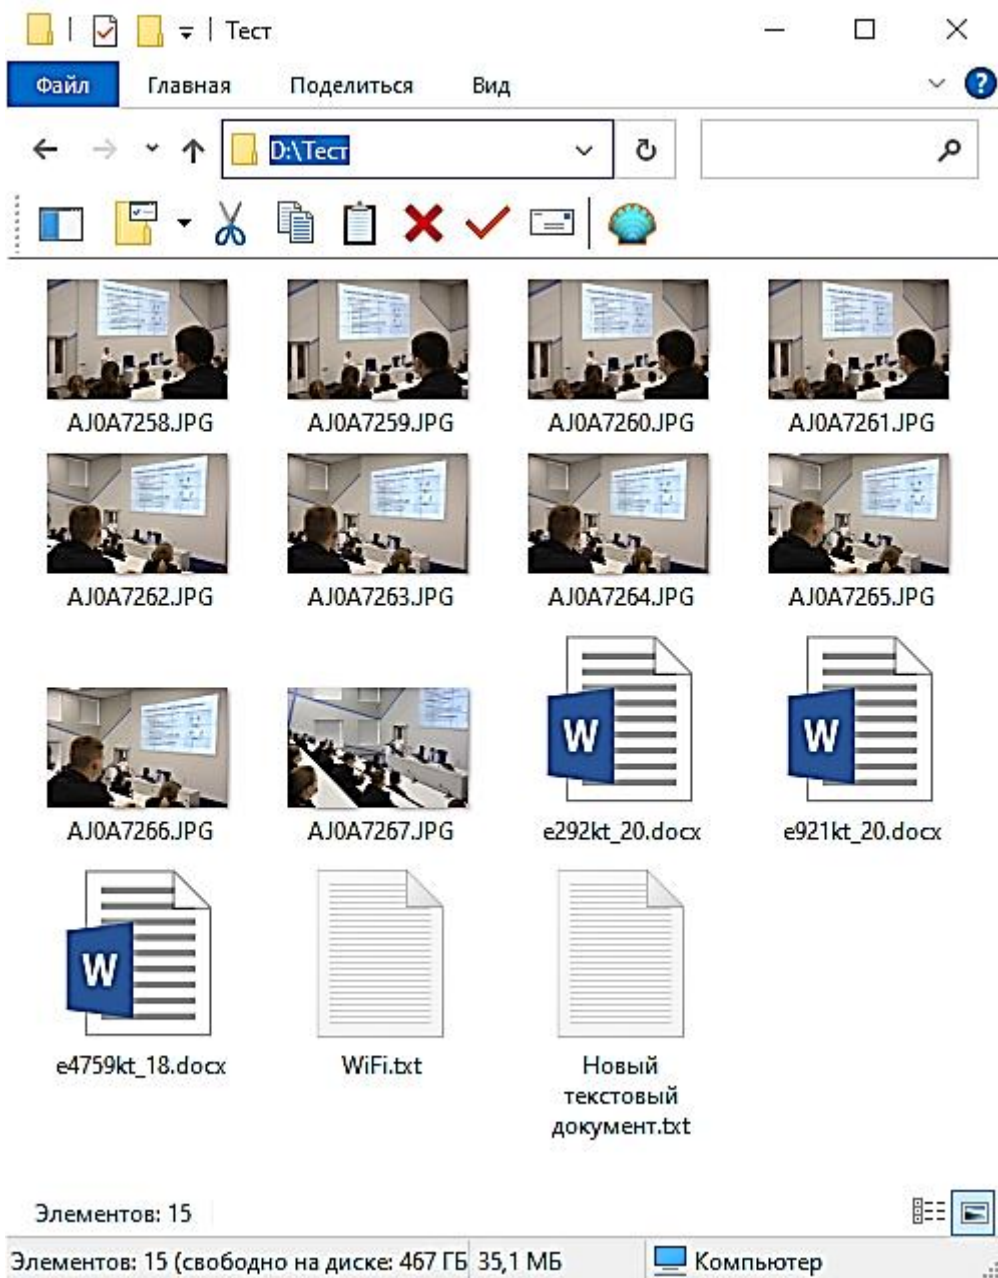 Тест
Файл Главная Поделиться Вид
D:\Тест
AJ0A7258.JPG AJ0A7259.JPG AJ0A7260.JPG AJ0A7261.JPG
AJ0A7262.JPG AJ0A7263.JPG AJ0A7264.JPG AJ0A7265.JPG
AJ0A7266.JPG AJ0A7267.JPG e292kt_20.docx e921kt_20.docx
e4759kt_18.docx WiFi.txt Новый
текстовый
документ.txt
Элементов: 15
Элементов: 15 (свободно на диске: 467 ГБ 35,1 МБ Компьютер